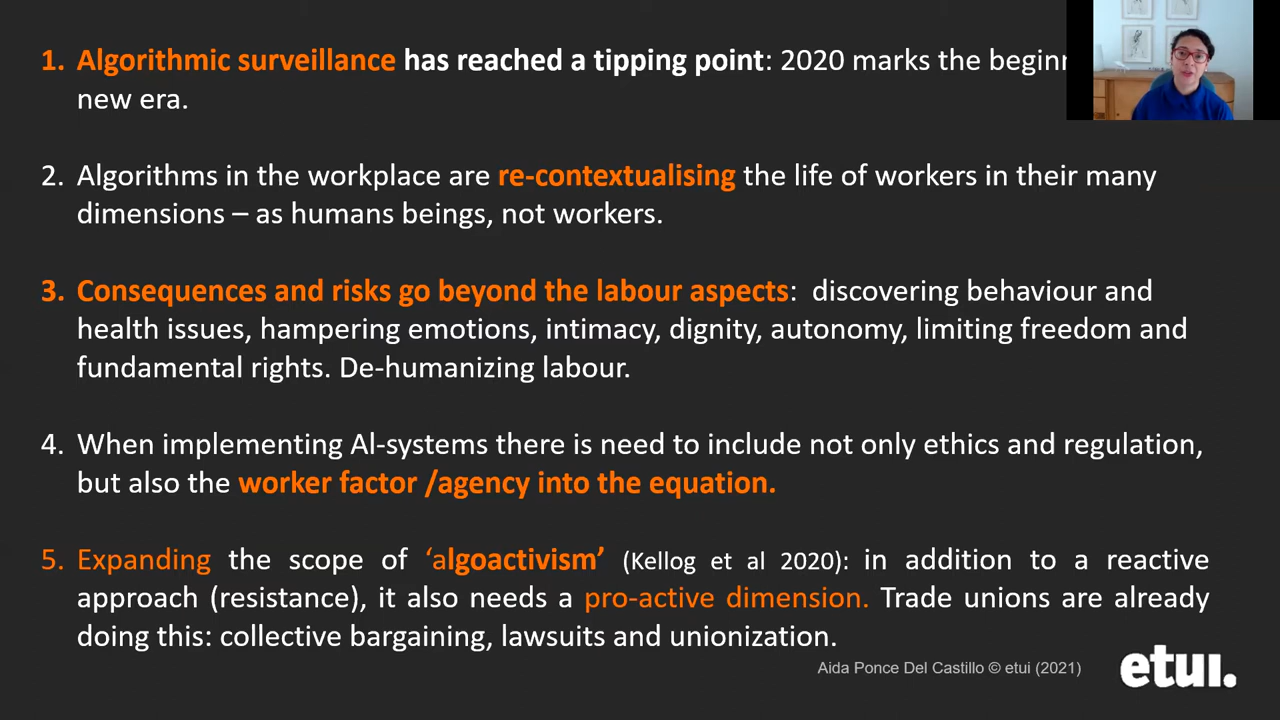 1. Algorithmic surveillance has reached a tipping point: 2020 marks the
new era.
2. Algorithms in the workplace are re-contextualising the life of workers in their many
dimensions – as humans beings, not workers.
3. Consequences and risks go beyond the labour aspects: discovering behaviour and
health issues, hampering emotions, intimacy, dignity, autonomy, limiting freedom and
fundamental rights. De-humanizing labour.
4. When implementing Al-systems there is need to include not only ethics and regulation,
but also the worker factor /agency into the equation.
5. Expanding the scope of ‘algoactivism’ (Kellog et al 2020): in addition to a reactive
approach (resistance), it also needs a pro-active dimension. Trade unions are already
doing this: collective bargaining, lawsuits and unionization.
Aida Ponce Del Castillo © etui (2021)
etui.